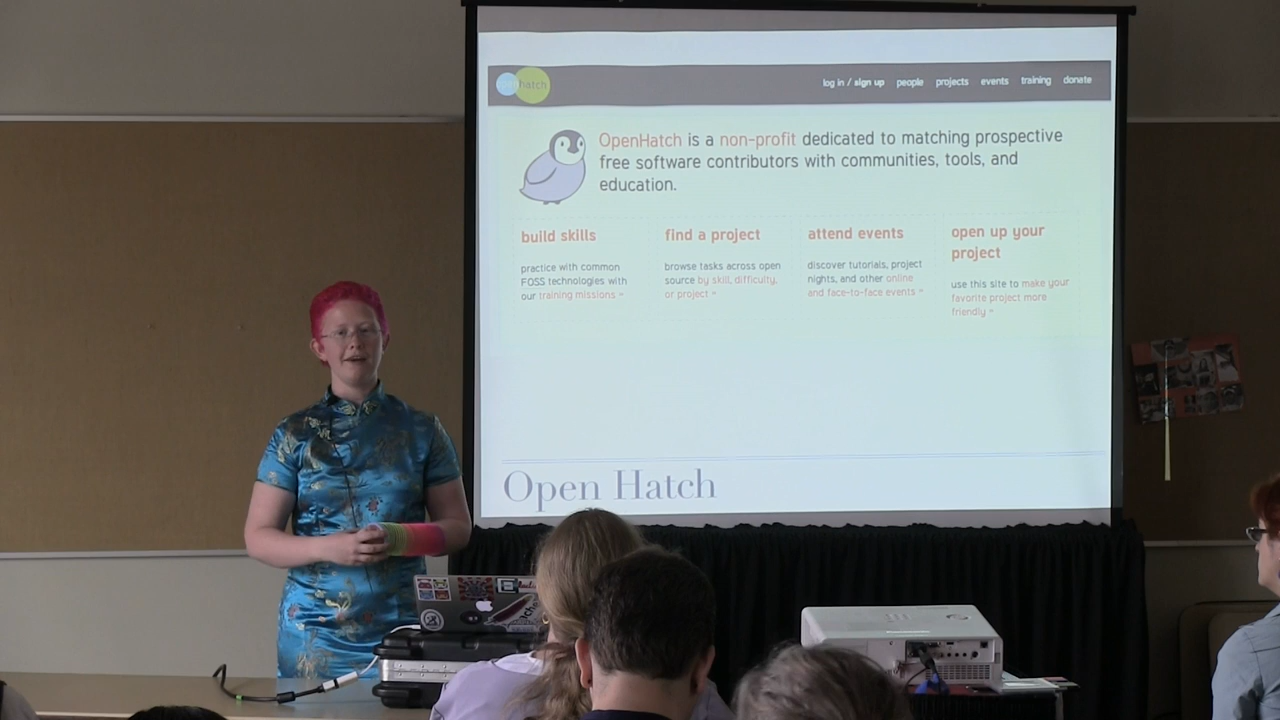 hatch
log in / sign up people projects events training donate
OpenHatch is a non-profit dedicated to matching prospective
free software contributors with communities, tools, and
education.
build skills
practice with common
FOSS technologies with
our training missions »
find a project
browse tasks across open
source by skill, difficulty,
or project »
attend events
discover tutorials, project
nights, and other online
and face-to-face events »
open up your
project
use this site to make your
favorite project more
friendly »
Open Hatch